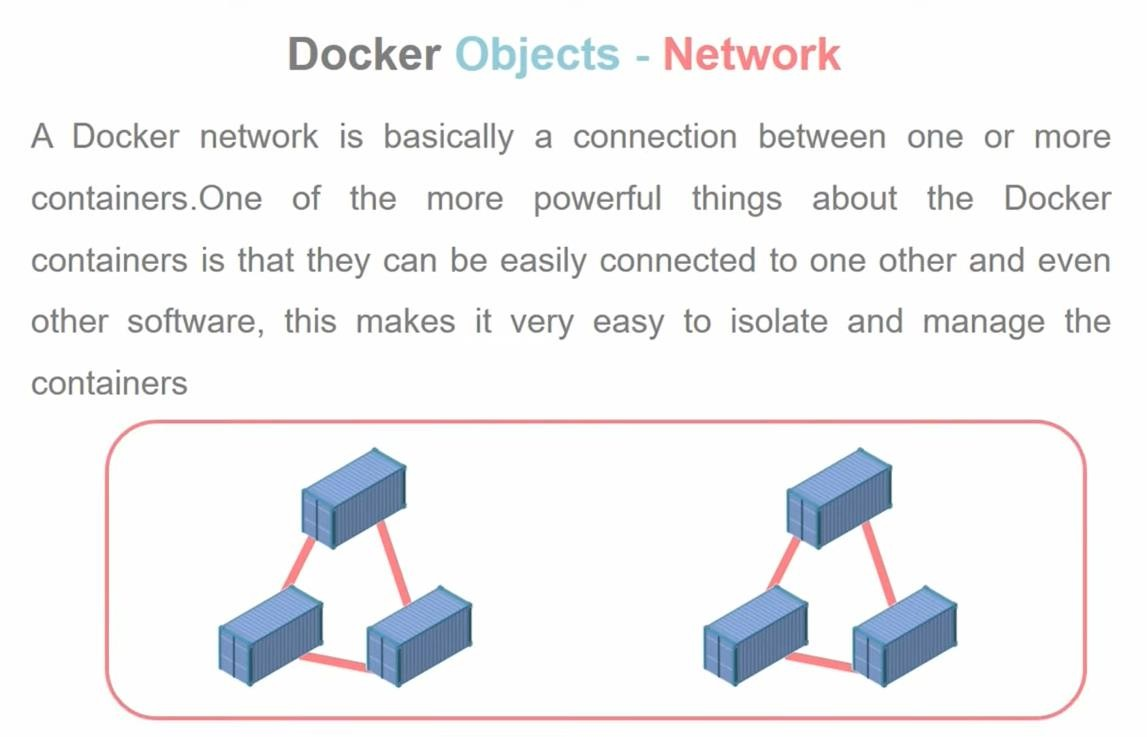 Docker Objects - Network
A Docker network is basically a connection between one or more
containers.One of the more powerful things about the Docker
containers is that they can be easily connected to one other and even
other software, this makes it very easy to isolate and manage the
containers